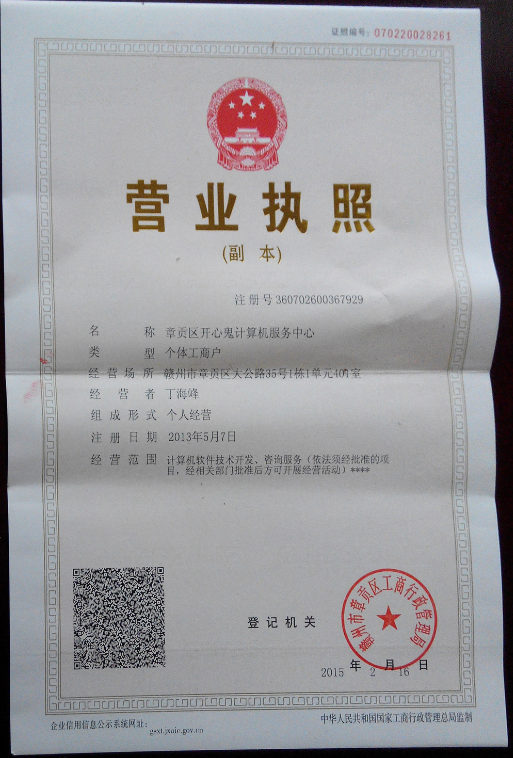 证照编号：070220028261
营业执照
(副 本)
注 册 号 360702600367929
名 称 章贡区开心鬼计算机服务中心
类 型 个体工商户
经 营 场 所 赣州市章贡区大公路35号1栋1单元401室
经 营 者 丁海峰
组 成 形 式 个人经营
注 册 日 期 2013年5月7日
经 营 范 围 计算机软件技术开发、咨询服务（依法须经批准的项
目，经相关部门批准后方可开展经营活动）****
赣州市章贡区工商行政管理局
登 记 机 关
2015 年 2 月 16 日
企业信用信息公示系统网址： gsxt.jxaic.gov.cn
中华人民共和国国家工商行政管理总局监制